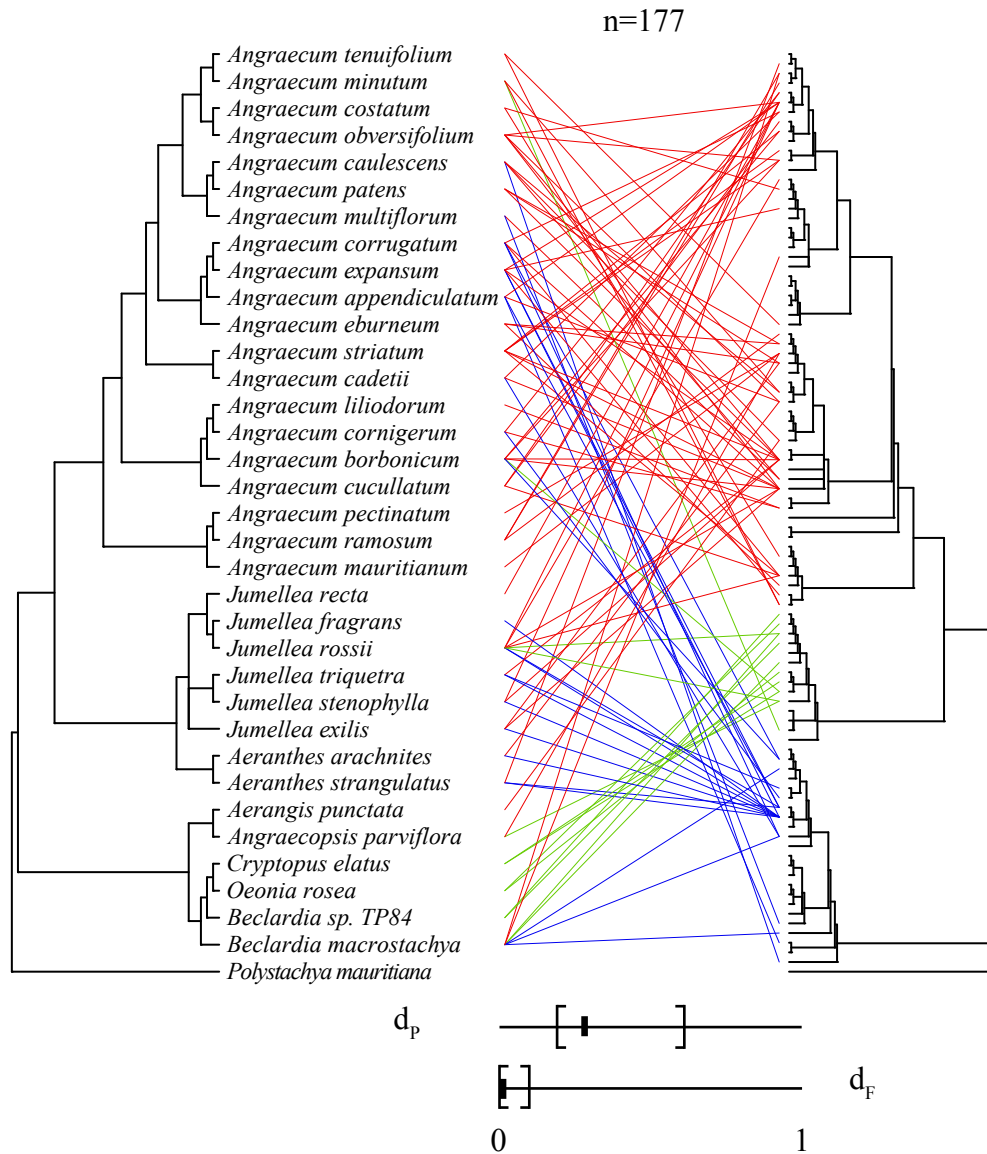 n=177
Angraecum tenuifolium
Angraecum minutum
Angraecum costatum
Angraecum obversifolium
Angraecum caulescens
Angraecum patens
Angraecum multiflorum
Angraecum corrugatum
Angraecum expansum
Angraecum appendiculatum
Angraecum eburneum
Angraecum striatum
Angraecum cadetii
Angraecum liliodorum
Angraecum cornigerum
Angraecum borbonicum
Angraecum cucullatum
Angraecum pectinatum
Angraecum ramosum
Angraecum mauritianum
Jumellea recta
Jumellea fragrans
Jumellea rossii
Jumellea triquetra
Jumellea stenophylla
Jumellea exilis
Aeranthes arachnites
Aeranthes strangulatus
Aerangis punctata
Angraecopsis parviflora
Cryptopus elatus
Oeonia rosea
Beclardia sp. TP84
Beclardia macrostachya
Polystachya mauritiana
dP
dF
0 1